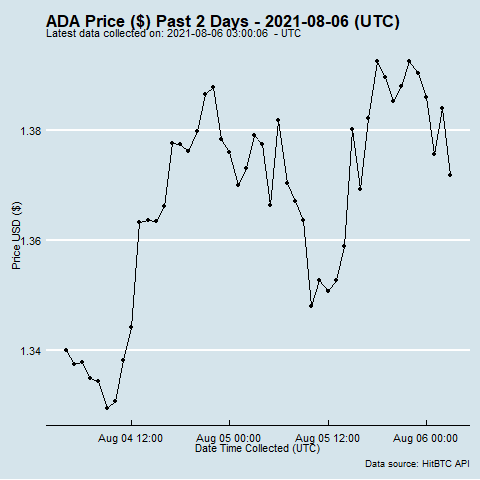 ADA Price ($) Past 2 Days - 2021-08-06 (UTC)
Latest data collected on: 2021-08-06 03:00:06  - UTC
1.38
1.36
1.34
Price USD ($)
Aug 04 12:00 Aug 05 00:00 Aug 05 12:00 Aug 06 00:00
Date Time Collected (UTC)
Data source: HitBTC API